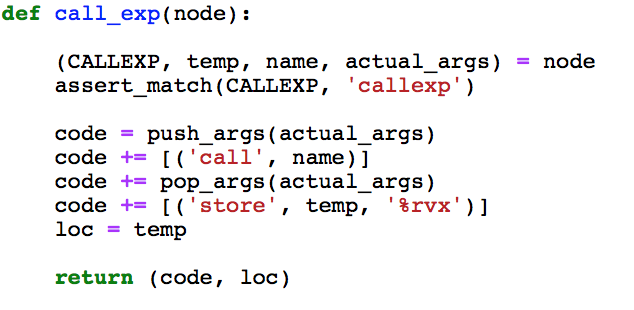 def call_exp(node):
(CALLEXP, temp, name, actual_args) = node
assert_match(CALLEXP, 'callexp')
code = push_args(actual_args)
code += [('call', name)]
code += pop_args(actual_args)
code += [('store', temp, '%rvx')]
loc = temp
return (code, loc)